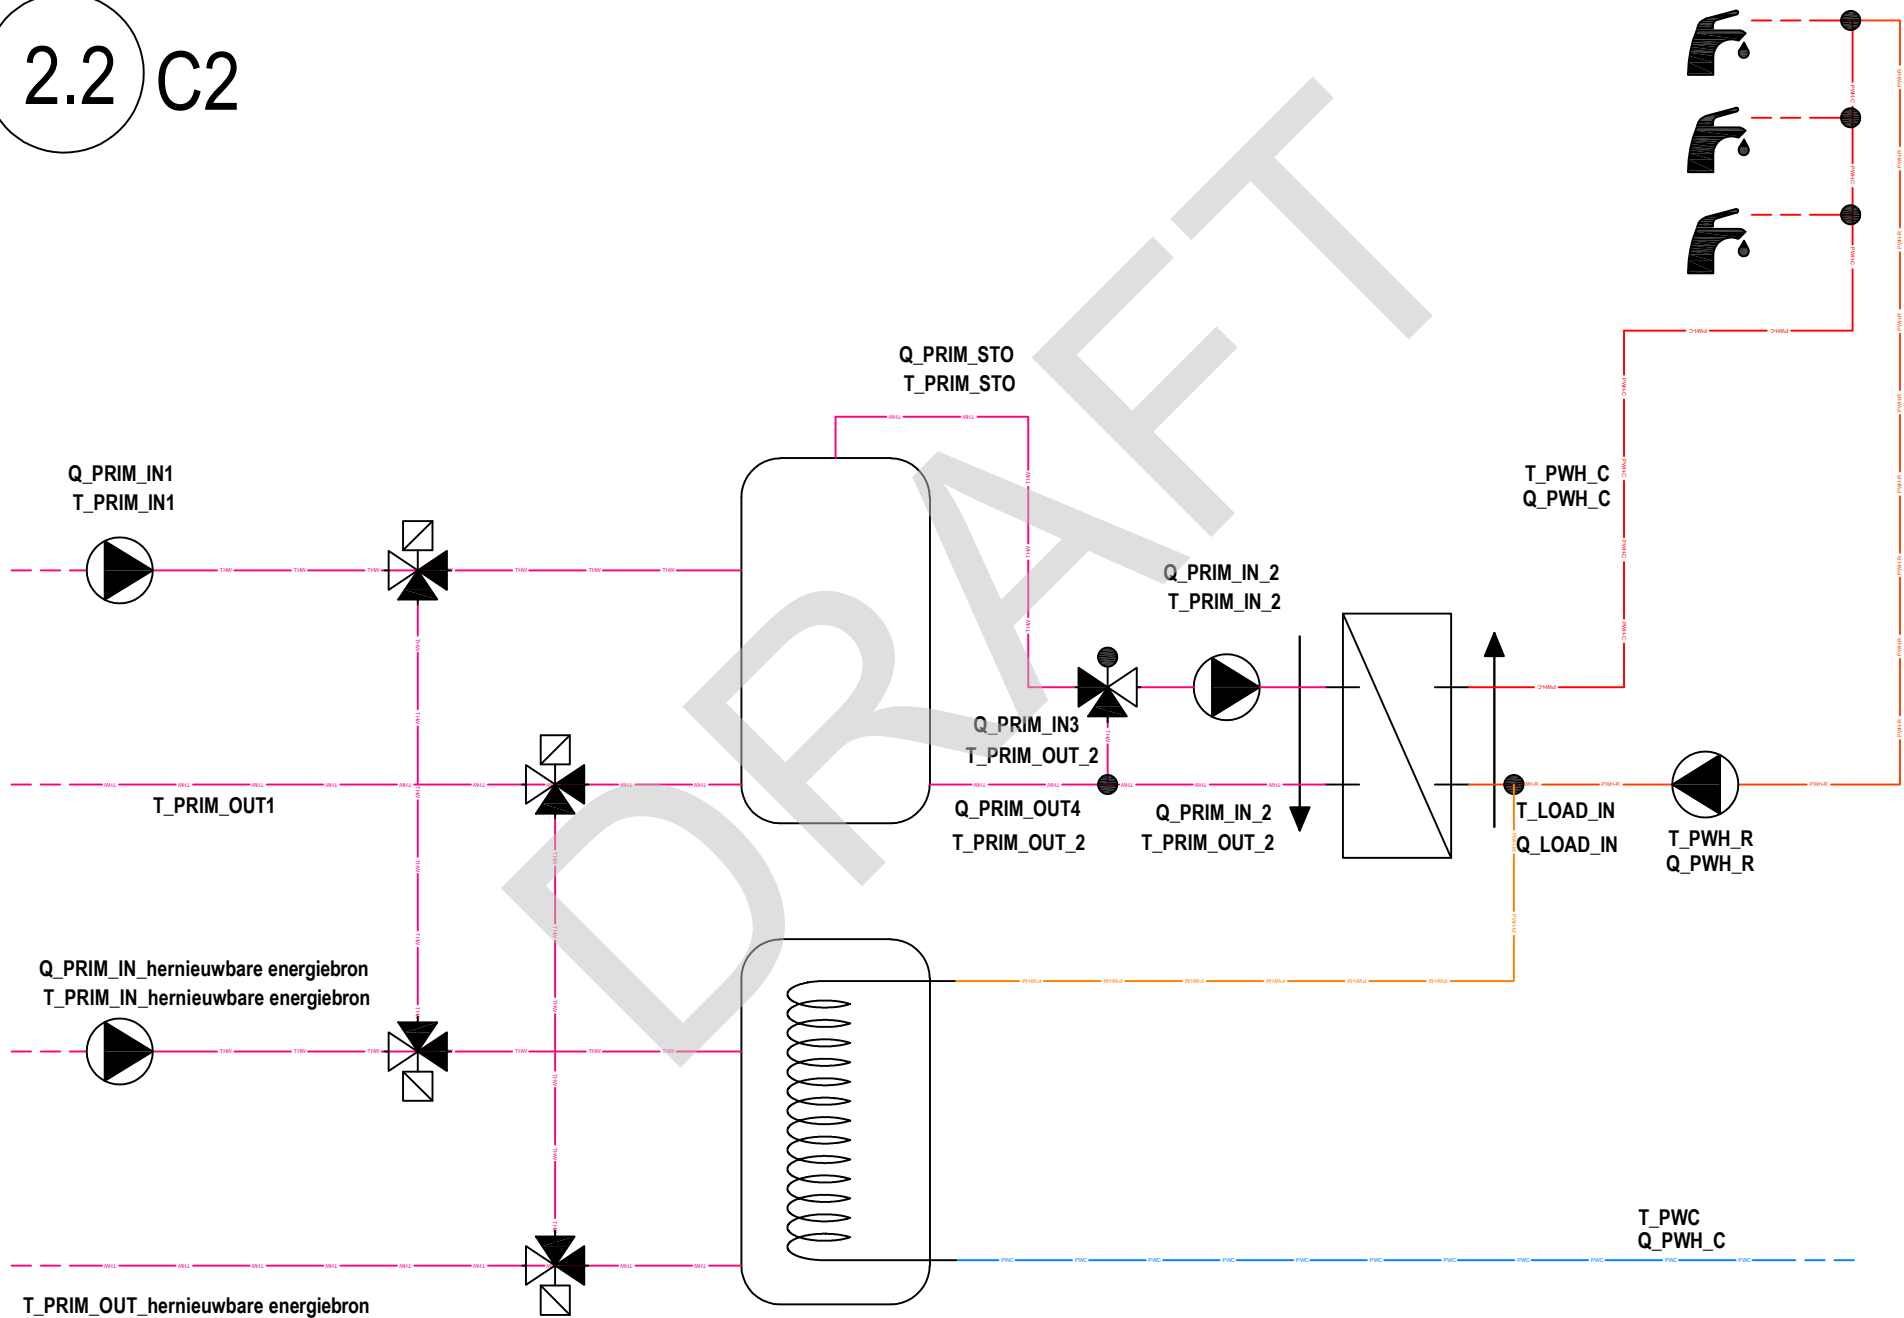 2.2 C2
Q_PRIM_STO
T_PRIM_STO
Q_PRIM_IN1
T_PRIM_IN1
T_PWH_C
Q_PWH_C
Q_PRIM_IN_2
T_PRIM_IN_2
Q_PRIM_IN3
T_PRIM_OUT_2
T_PRIM_OUT1
Q_PRIM_OUT4
T_PRIM_OUT_2
Q_PRIM_IN_2
T_PRIM_OUT_2
T_LOAD_IN
Q_LOAD_IN
T_PWH_R
Q_PWH_R
Q_PRIM_IN_hernieuwbare energiebron
T_PRIM_IN_hernieuwbare energiebron
T_PWC
Q_PWH_C
T_PRIM_OUT_hernieuwbare energiebron
DRAFT